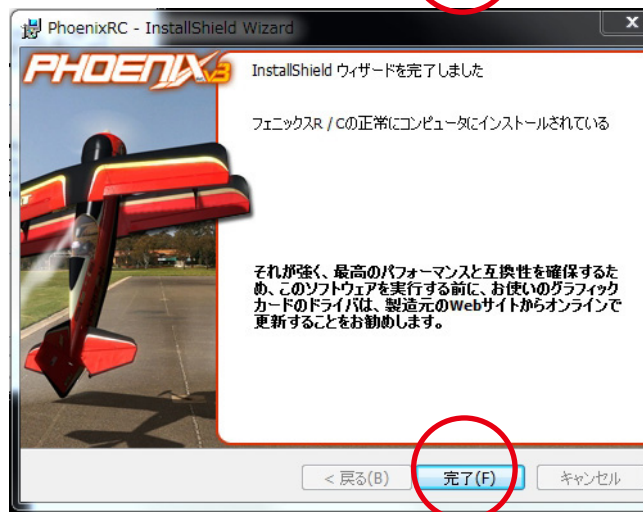 PhoenixRC - InstallShield Wizard
x
PHOENIX v3
InstallShield ウィザードを完了しました
フェニックスR / Cの正常にコンピュータにインストールされている
それが強く、最高のパフォーマンスと互換性を確保するた
め、このソフトウェアを実行する前に、お使いのグラフィック
カードのドライバは、製造元のWebサイトからオンラインで
更新することをお勧めします。
< 戻る(B)
完了(F)
キャンセル